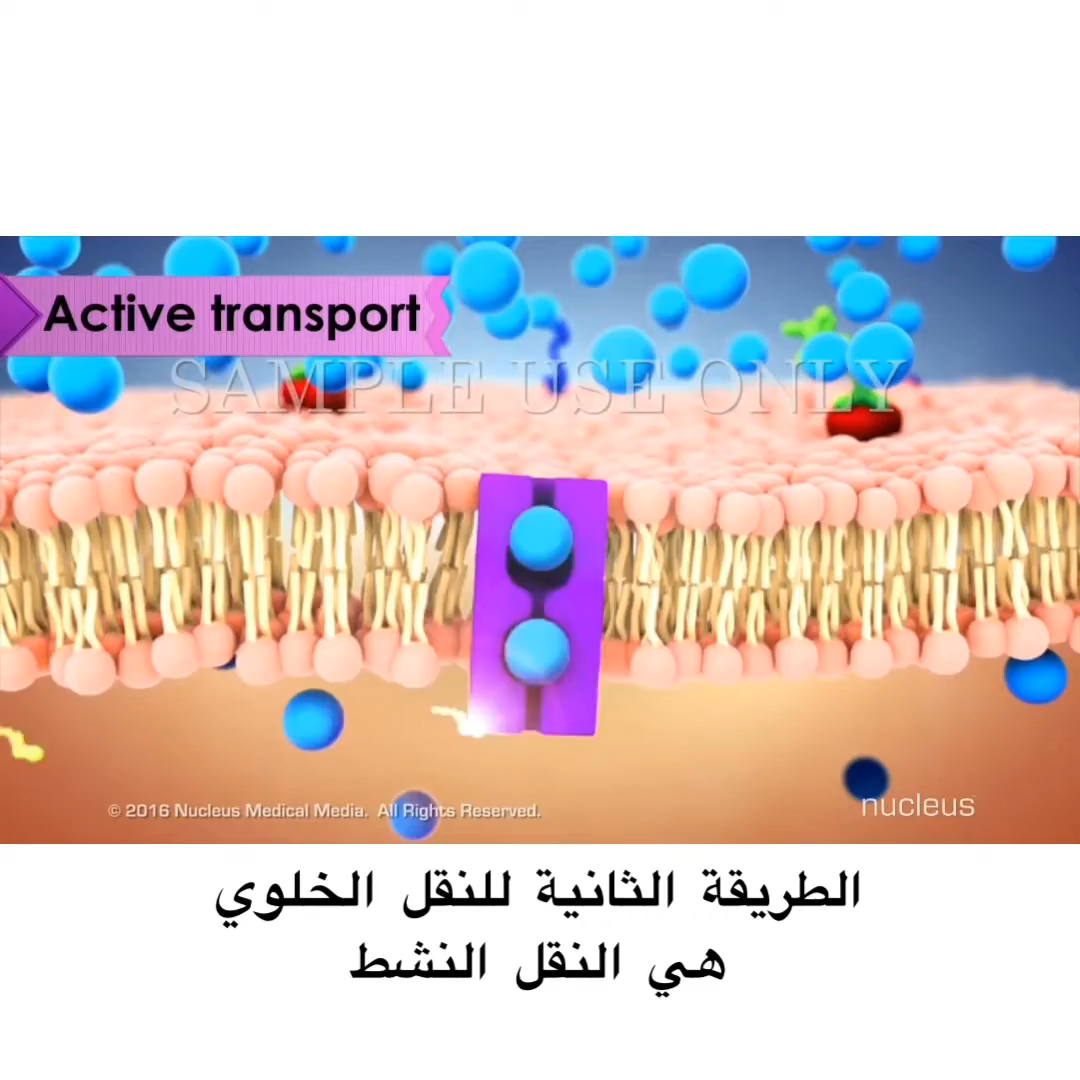 Active transport
SAMPLE USE ONLY
© 2016 Nucleus Medical Media. All Rights Reserved.
nucleus
الطريقة الثانية للنقل الخلوي
هي النقل النشط